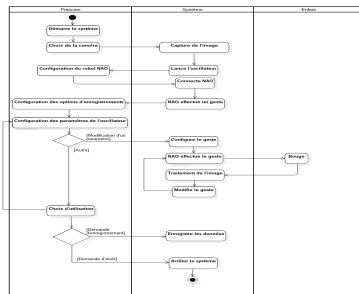 Praticien
Système
Enfant
Démarre le système
Choix de la caméra
Capture de l'image
Configuration du robot NAO
Lance l'oscillateur
Connecte NAO
Configuration des options d'enregistrements
NAO effectue un geste
Configuration des paramètres de l'oscillateur
[Modification d'un
paramètre]
Configure le geste
[Autre]
NAO effectue le geste
Bouge
Traitement de l'image
Modifie le geste
Choix d'utilisation
[Demande
d'enregistrement]
Enregistre les données
[Demande d'arrêt]
Arrêter le système